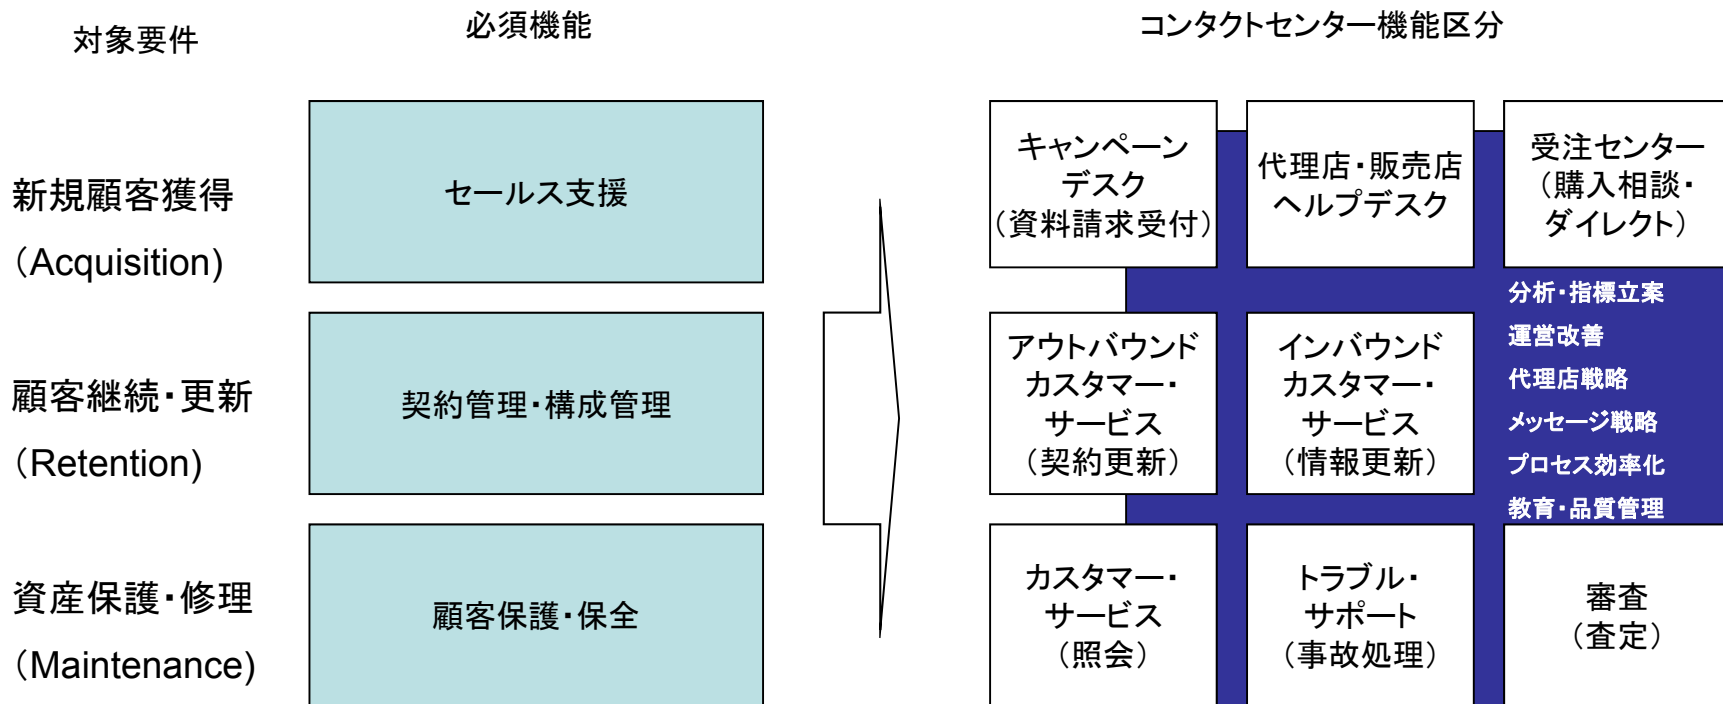 対象要件
必須機能
コンタクトセンター機能区分
新規顧客獲得
（Acquisition)
セールス支援
キャンペーン
デスク
（資料請求受付）
代理店・販売店
ヘルプデスク
受注センター
（購入相談・
ダイレクト）
顧客継続・更新
（Retention)
契約管理・構成管理
アウトバウンド
カスタマー・
サービス
（契約更新）
インバウンド
カスタマー・
サービス
（情報更新）
分析・指標立案
運営改善
代理店戦略
メッセージ戦略
プロセス効率化
教育・品質管理
資産保護・修理
（Maintenance)
顧客保護・保全
カスタマー・
サービス
（照会）
トラブル・
サポート
（事故処理）
審査
（査定）